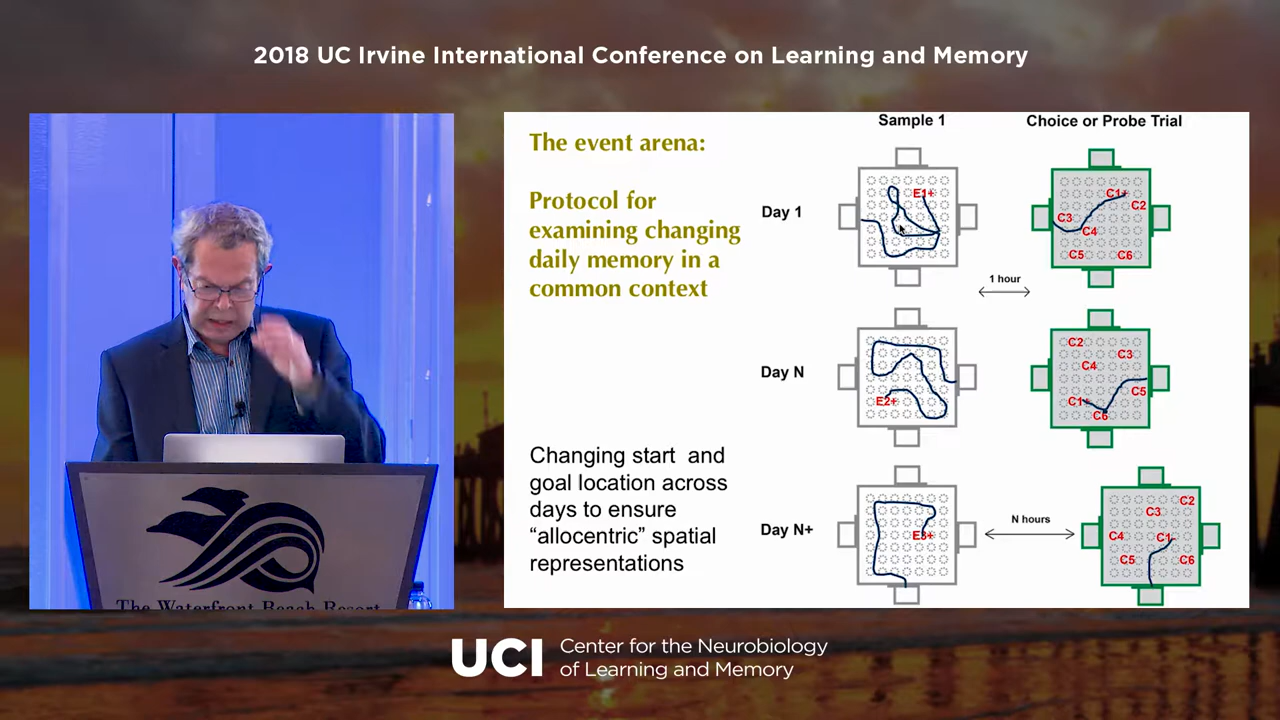 2018 UC Irvine International Conference on Learning and Memory
The event arena:
Protocol for
examining changing
daily memory in a
common context
Changing start and
goal location across
days to ensure
“allocentric” spatial
representations
Sample 1
Choice or Probe Trial
Day 1
E1+
C1+
C2
C3
C4
C5
C6
1 hour
Day N
E2+
C2
C3
C4
C5
C1+
C6
Day N+
E3+
N hours
C2
C3
C4
C1
C5
C6
The Waterfront Beach Resort
UCI
Center for the Neurobiology
of Learning and Memory